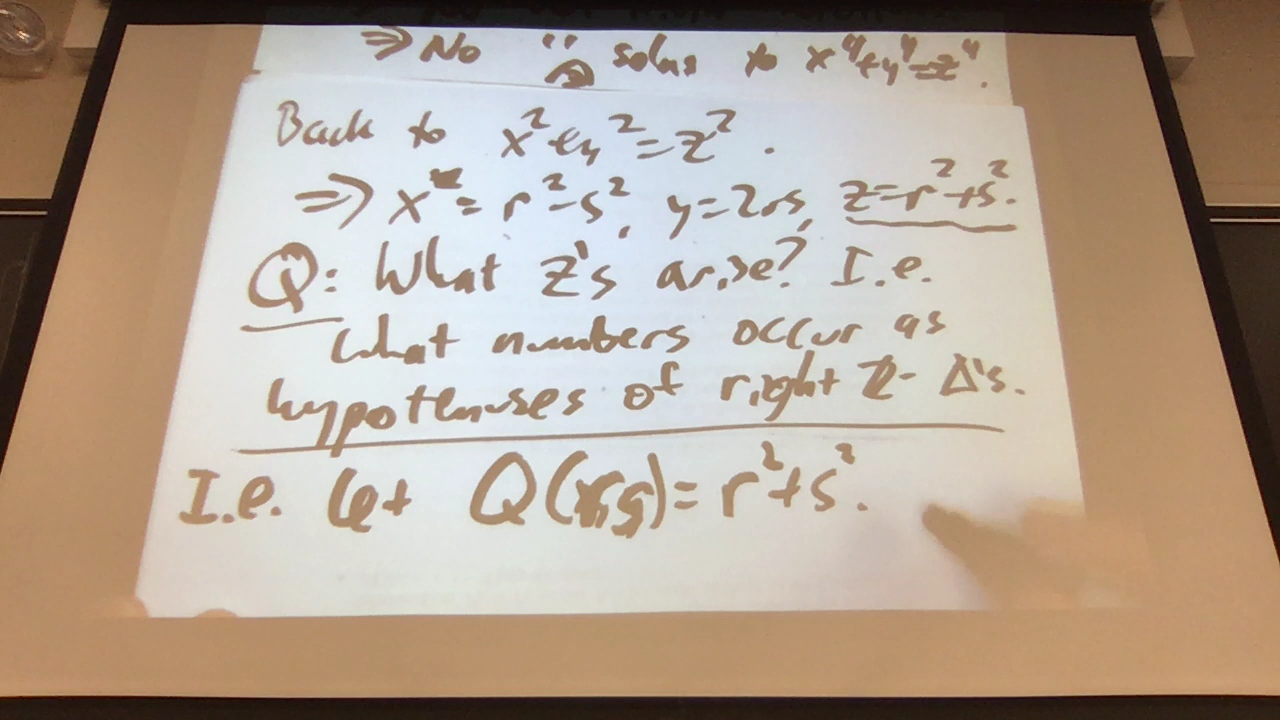 ⇒ No solns to x⁴+y⁴=z⁴.
Back to x²+y²=z².
⇒ x = r²-s², y=2rs, z=r²+s².
Q: What z's arise? I.e.
what numbers occur as
hypotenuses of right ℤ- Δ's.
I.e. let Q(r,s)=r²+s².